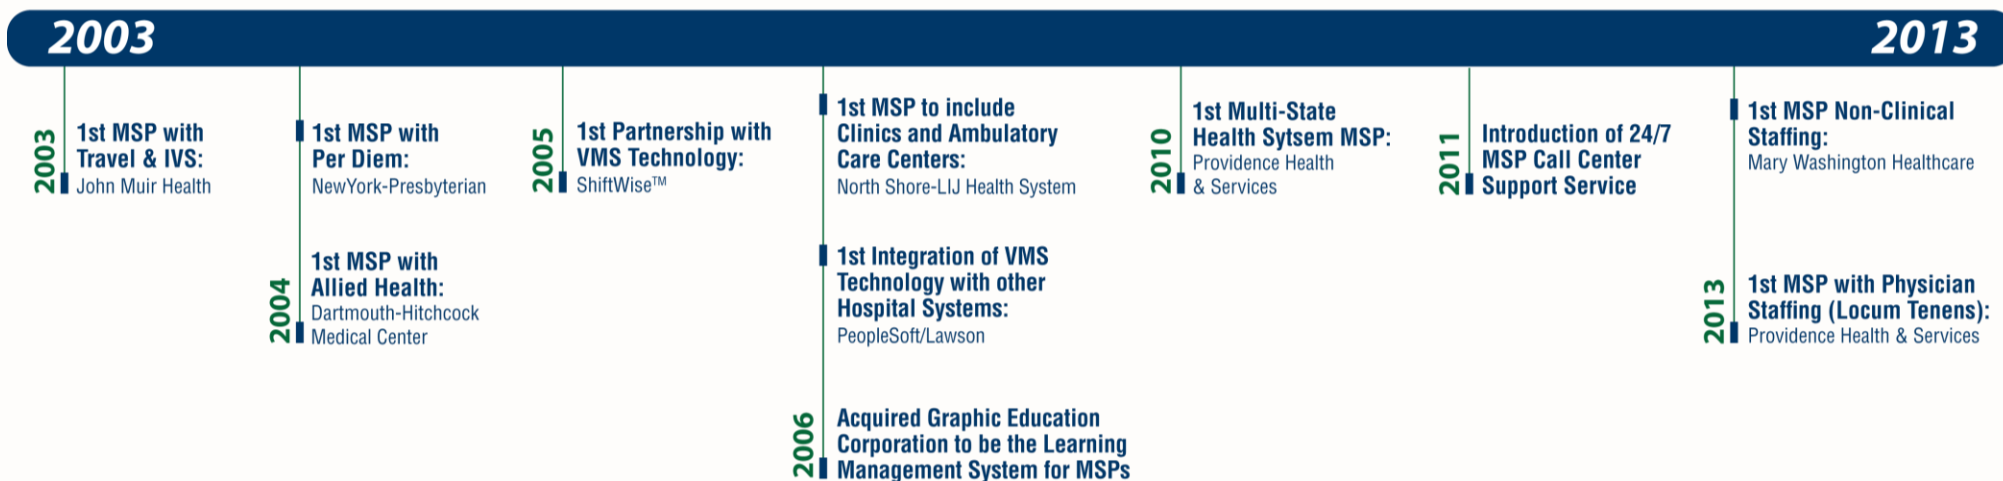 2003
2013
2003
1st MSP with
Travel & IVS:
John Muir Health
1st MSP with
Per Diem:
NewYork-Presbyterian
2004
1st MSP with
Allied Health:
Dartmouth-Hitchcock
Medical Center
2005
1st Partnership with
VMS Technology:
ShiftWise™
1st MSP to include
Clinics and Ambulatory
Care Centers:
North Shore-LIJ Health System
1st Integration of VMS
Technology with other
Hospital Systems:
PeopleSoft/Lawson
2006
Acquired Graphic Education
Corporation to be the Learning
Management System for MSPs
2010
1st Multi-State
Health Sytsem MSP:
Providence Health
& Services
2011
Introduction of 24/7
MSP Call Center
Support Service
1st MSP Non-Clinical
Staffing:
Mary Washington Healthcare
2013
1st MSP with Physician
Staffing (Locum Tenens):
Providence Health & Services